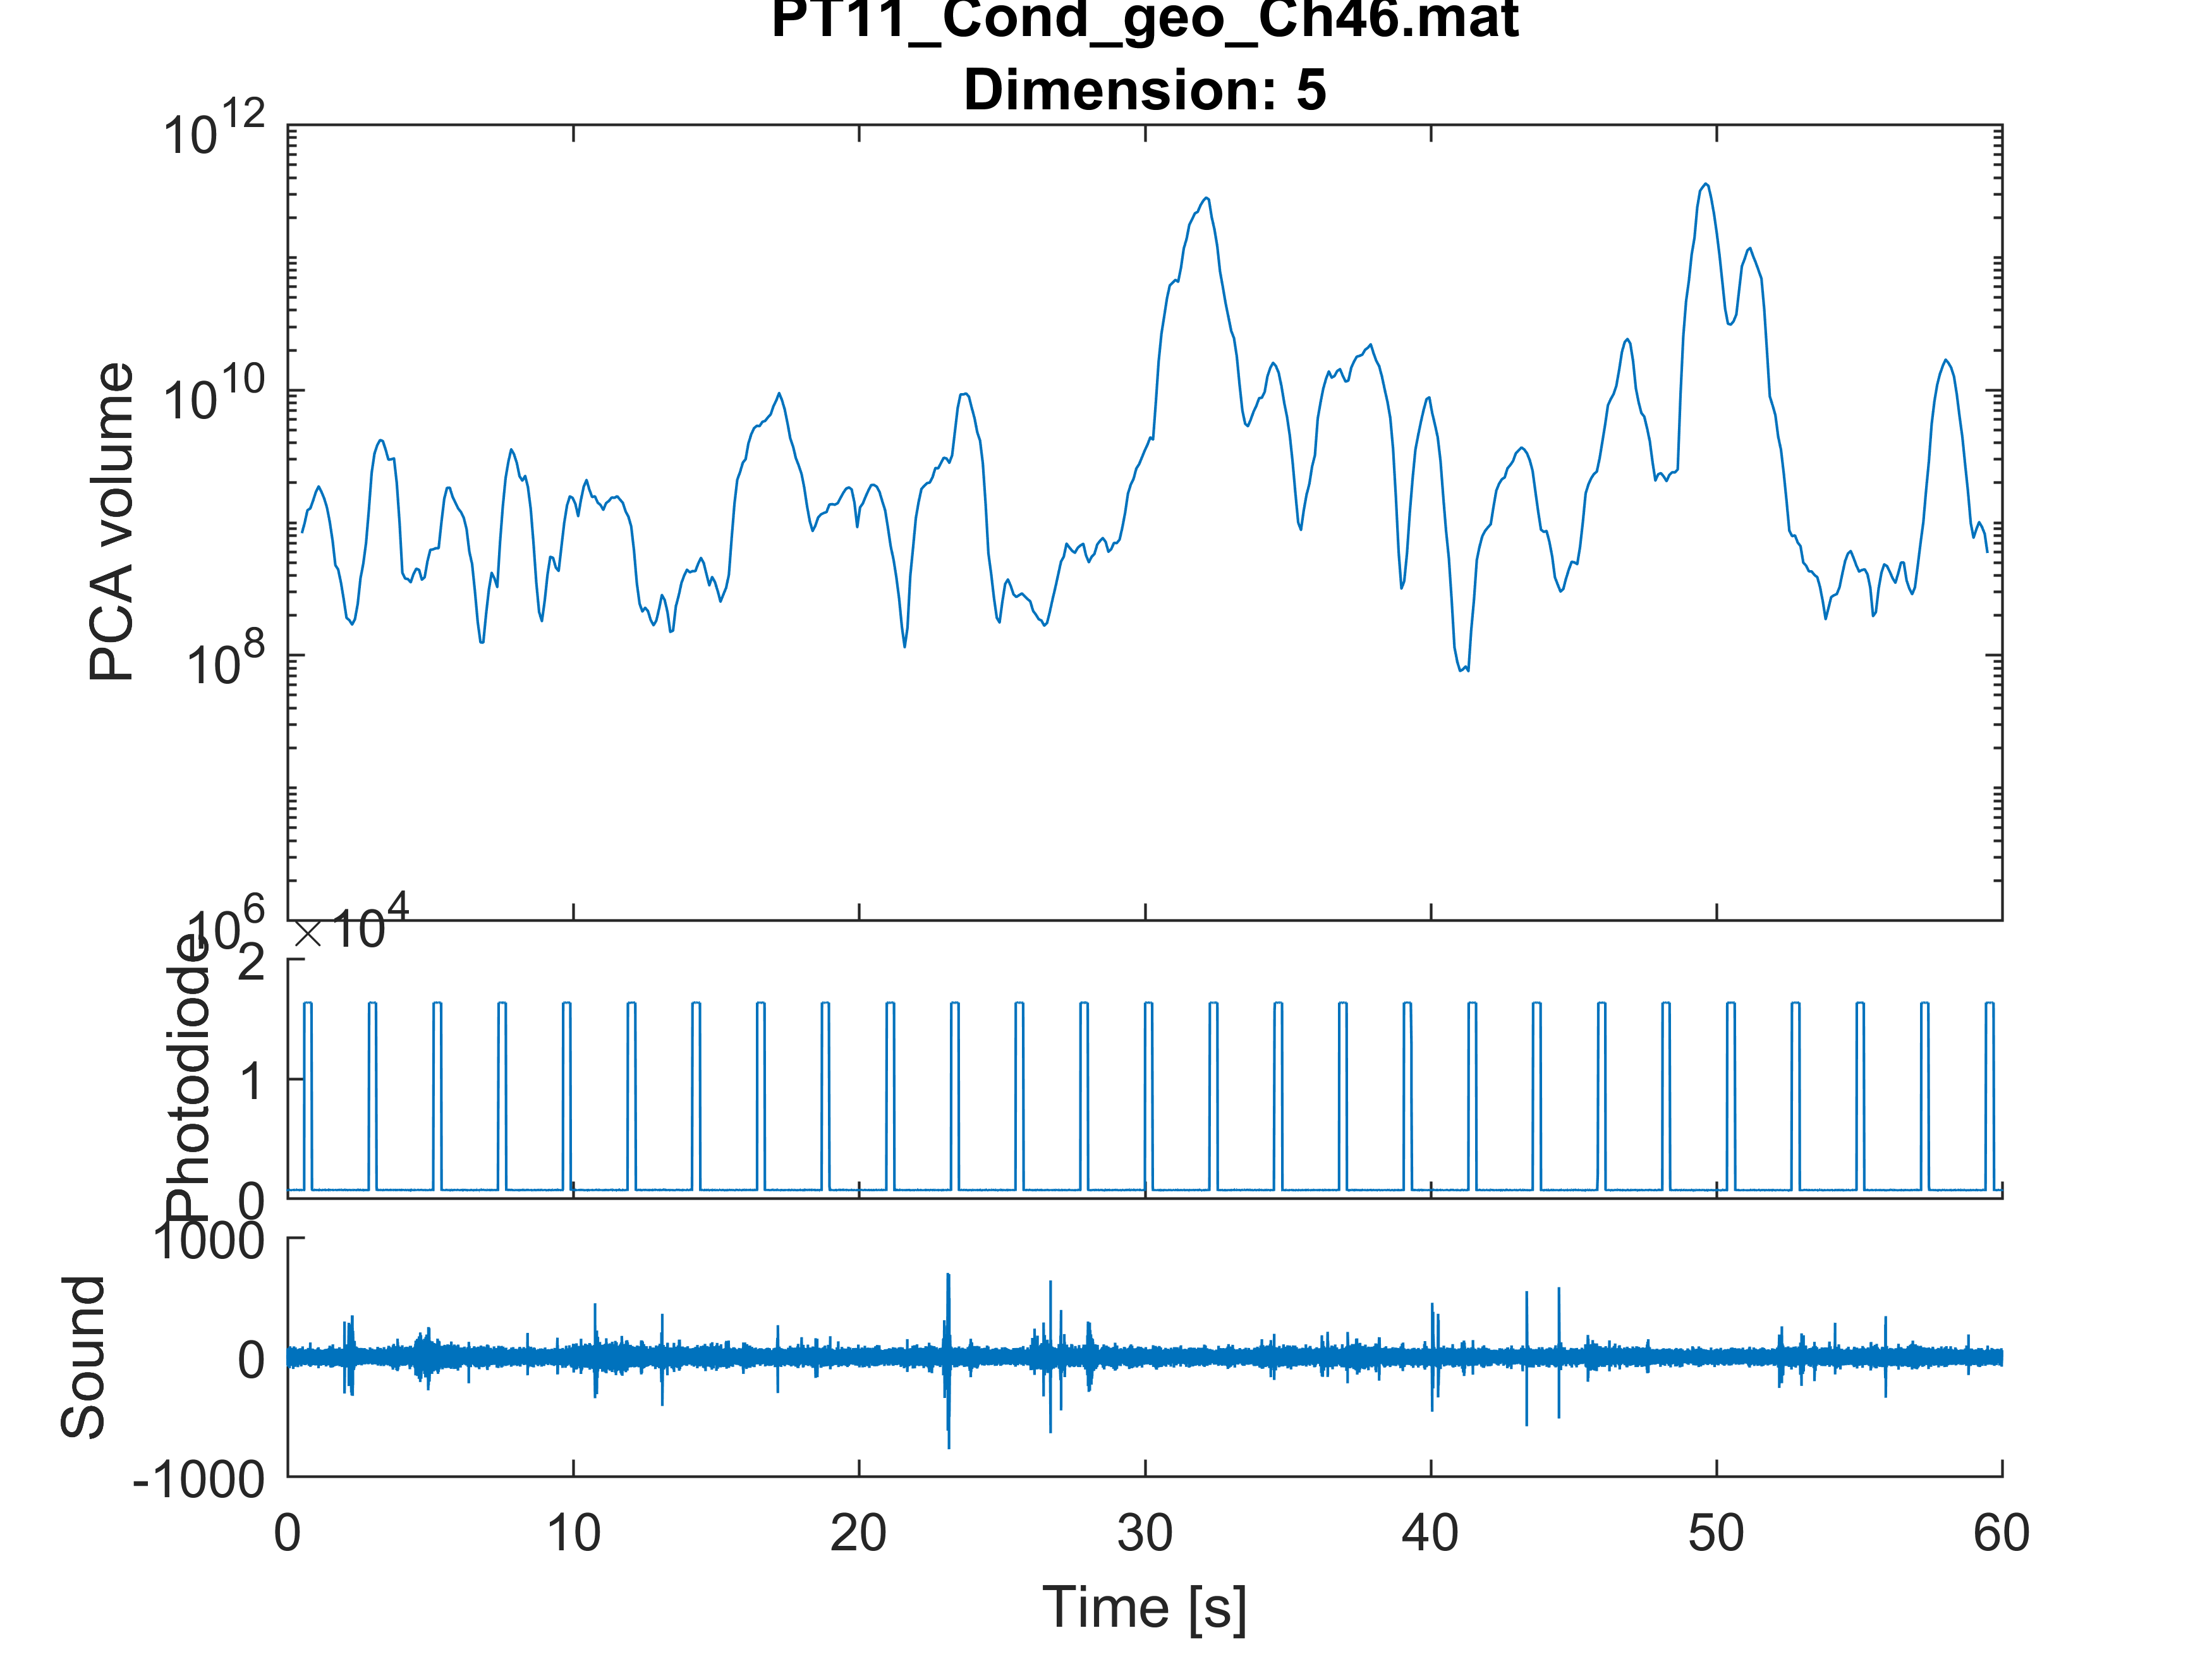 PT11_Cond_geo_Ch46.mat
Dimension: 5
10^12
10^10
10^8
10^6
PCA volume
× 10^4
2
1
0
Photodiode
1000
0
-1000
Sound
0 10 20 30 40 50 60
Time [s]